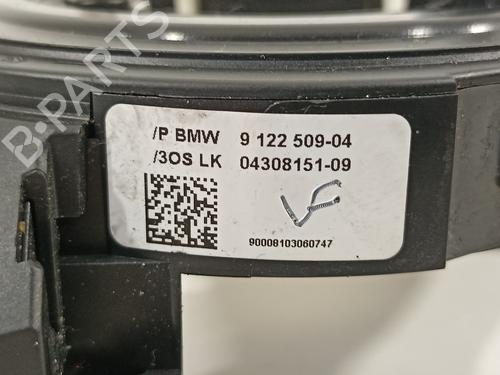 /P BMW 9 122 509-04
/3OS LK 04308151-09
90008103060747
B-PARTS